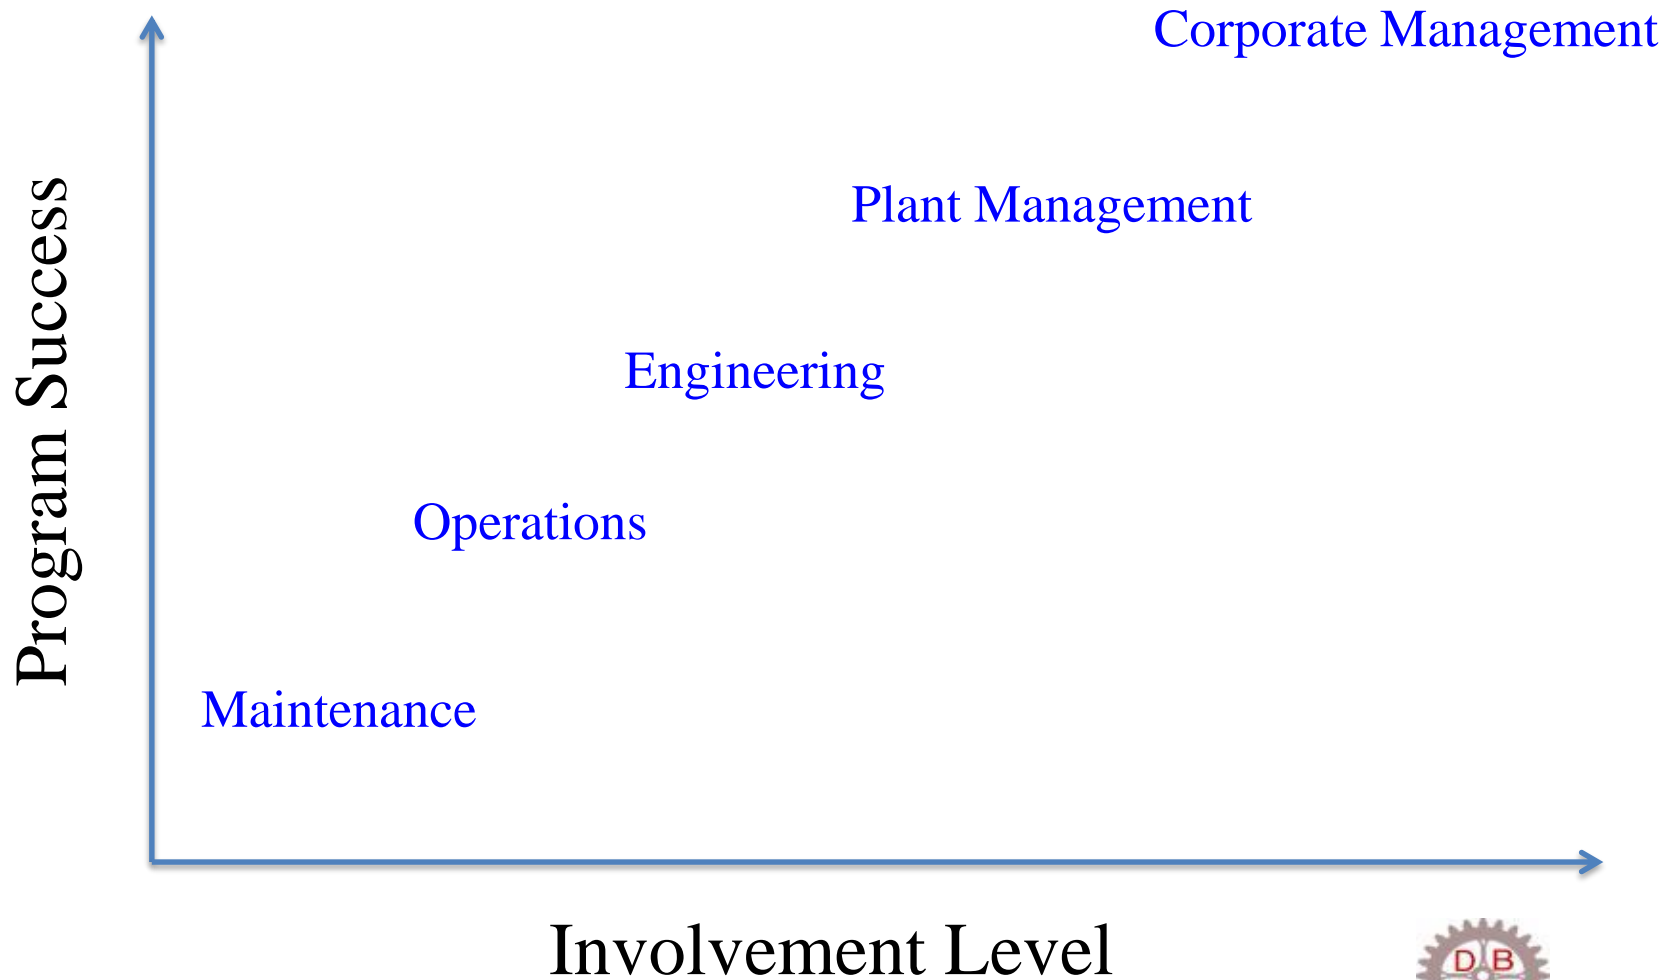 Corporate Management
Plant Management
Program Success
Engineering
Operations
Maintenance
Involvement Level
D B